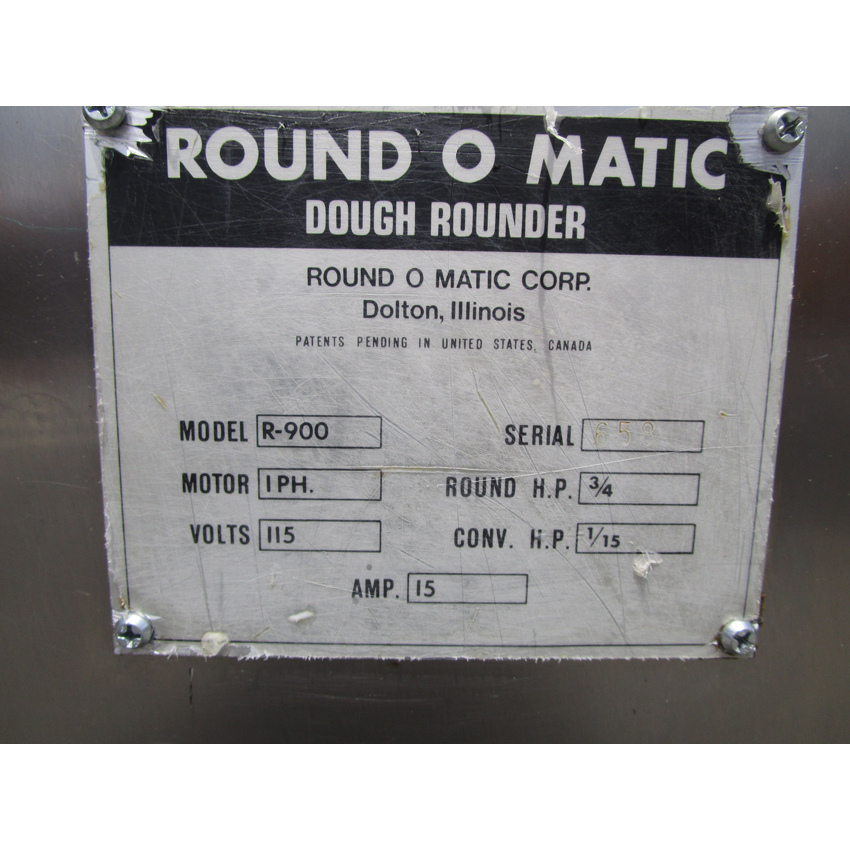 ROUND O MATIC
DOUGH ROUNDER
ROUND O MATIC CORP.
Dolton, Illinois
PATENTS PENDING IN UNITED STATES, CANADA
MODEL R-900 SERIAL
MOTOR 1 PH. ROUND H.P. 3/4
VOLTS 115 CONV. H.P. 1/15
AMP. 15